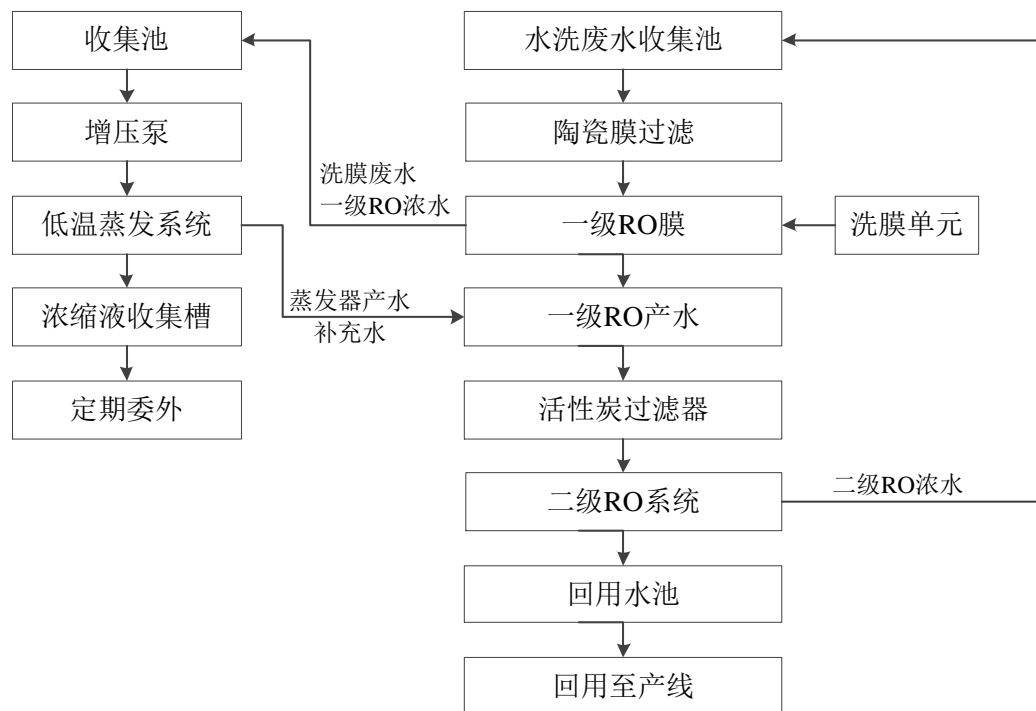 收集池
增压泵
低温蒸发系统
浓缩液收集槽
定期委外
洗膜废水
一级RO浓水
蒸发器产水
补充水
水洗废水收集池
陶瓷膜过滤
一级RO膜
洗膜单元
一级RO产水
活性炭过滤器
二级RO系统
二级RO浓水
回用水池
回用至产线